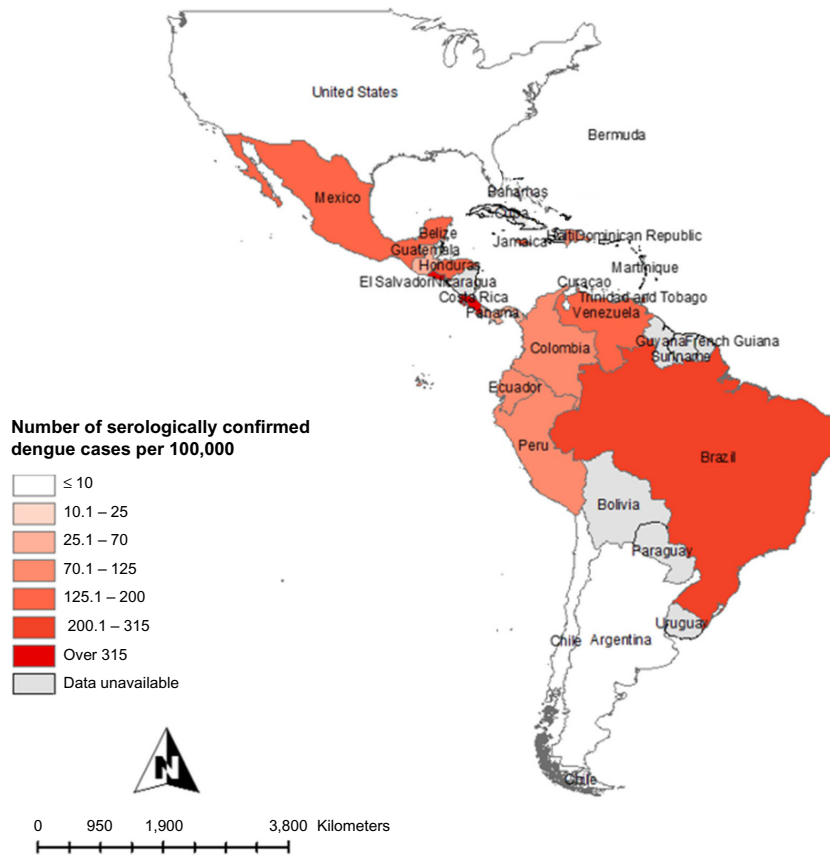 United States
Bermuda
Bahamas
Cuba
Mexico
Belize
Jamaica
Haiti
Dominican Republic
Guatemala
Honduras
Martinique
El Salvador
Nicaragua
Curacao
Costa Rica
Trinidad and Tobago
Panama
Venezuela
Guyana
French Guiana
Colombia
Suriname
Ecuador
Number of serologically confirmed
dengue cases per 100,000
Peru
Brazil
≤ 10
10.1 – 25
Bolivia
25.1 – 70
Paraguay
70.1 – 125
125.1 – 200
200.1 – 315
Uruguay
Chile
Argentina
Over 315
Data unavailable
N
Chile
0 950 1,900 3,800 Kilometers